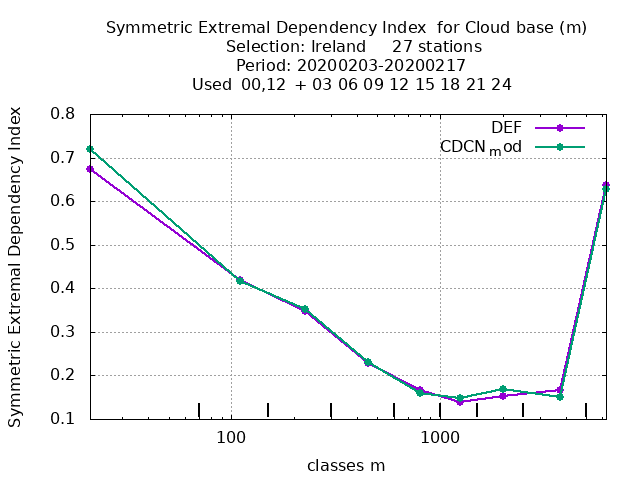 Symmetric Extremal Dependency Index for Cloud base (m)
Selection: Ireland 27 stations
Period: 20200203-20200217
Used 00,12 + 03 06 09 12 15 18 21 24
Symmetric Extremal Dependency Index
0.8
0.7
0.6
0.5
0.4
0.3
0.2
0.1
DEF
CDCNmod
100 1000
classes m